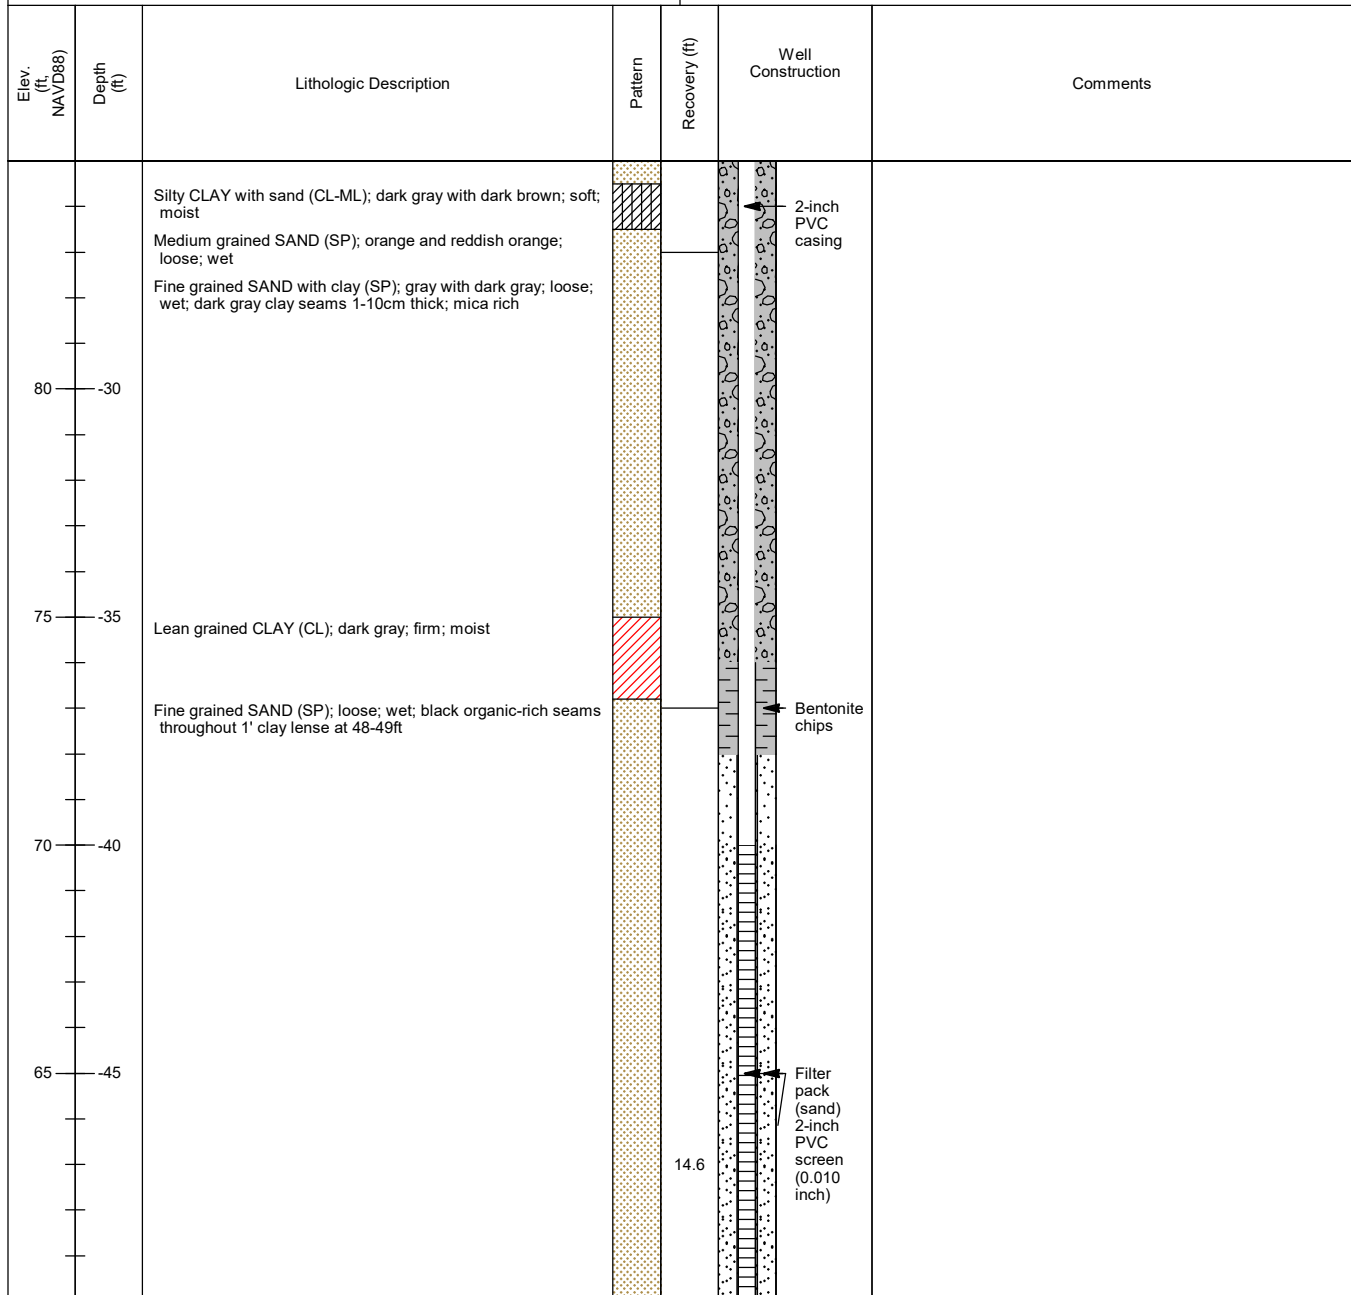 Elev.
(ft,
NAVD88)
Depth
(ft)
Lithologic Description
Pattern
Recovery (ft)
Well
Construction
Comments
Silty CLAY with sand (CL-ML); dark gray with dark brown; soft;
moist
2-inch
PVC
casing
Medium grained SAND (SP); orange and reddish orange;
loose; wet
Fine grained SAND with clay (SP); gray with dark gray; loose;
wet; dark gray clay seams 1-10cm thick; mica rich
80
-30
75
-35
Lean grained CLAY (CL); dark gray; firm; moist
Fine grained SAND (SP); loose; wet; black organic-rich seams
throughout 1' clay lense at 48-49ft
Bentonite
chips
70
-40
65
-45
Filter
pack
(sand)
2-inch
PVC
screen
(0.010
inch)
14.6